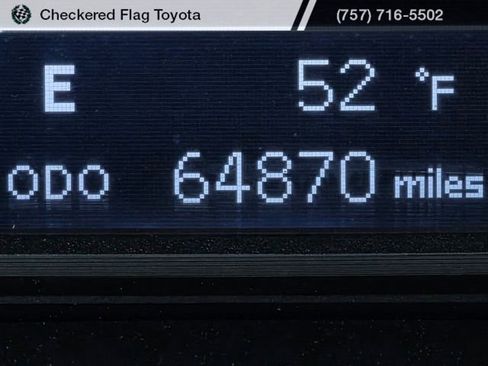 Checkered Flag Toyota (757) 716-5502
E 52 °F
ODO 64870 miles